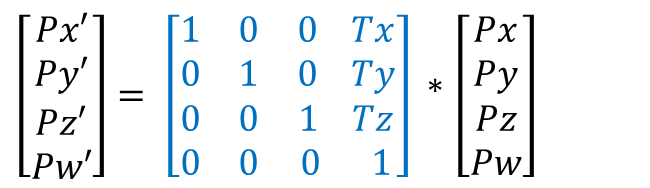 [Px′] [1 0 0 Tx] [Px]
[Py′] = [0 1 0 Ty] * [Py]
[Pz′] [0 0 1 Tz] [Pz]
[Pw′] [0 0 0 1] [Pw]